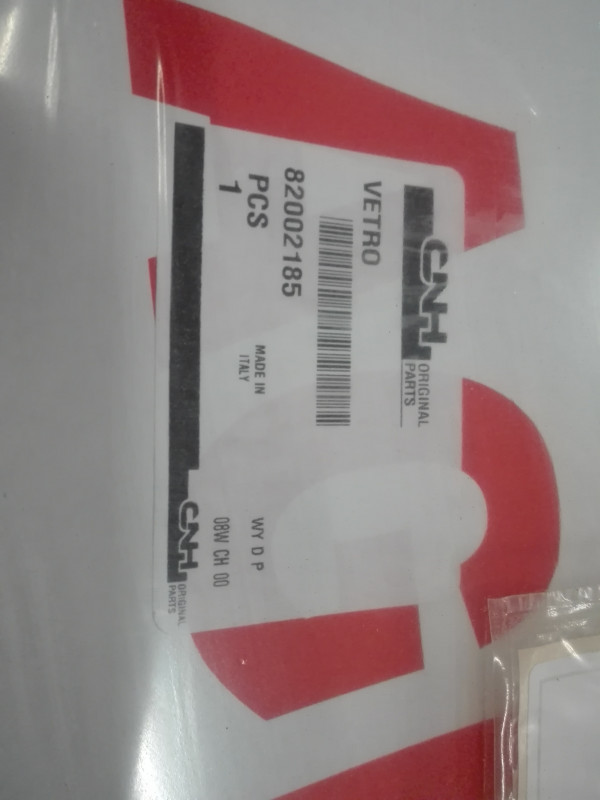 CNH
ORIGINAL
PARTS
VETRO
82002185
PCS
1
MADE IN
ITALY
WY D P
08W CH 00
CNH
ORIGINAL
PARTS